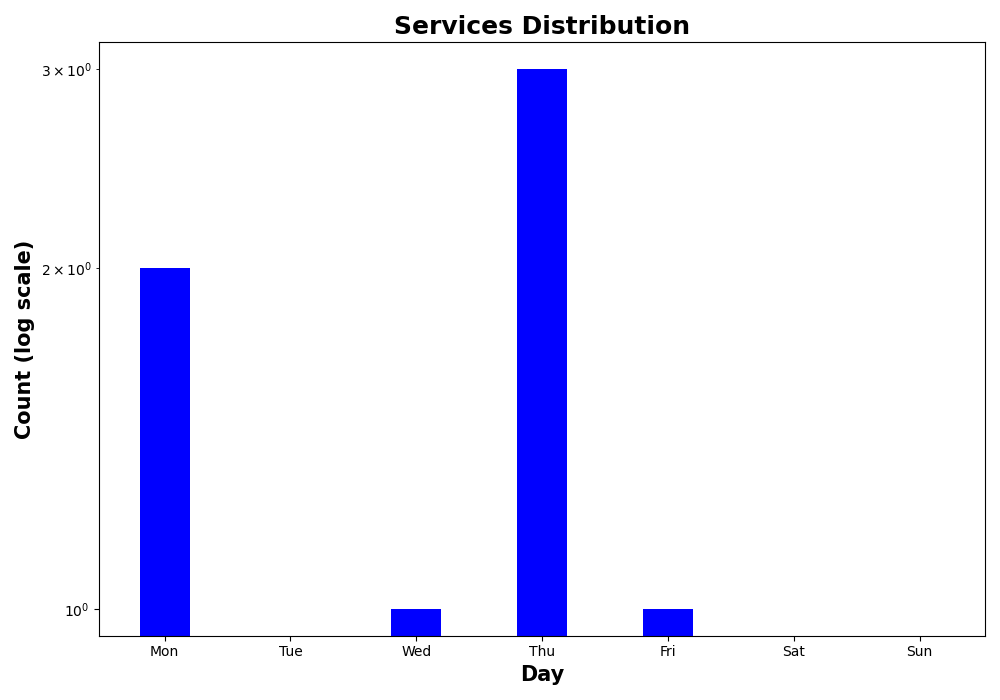 Services Distribution
3 × 10⁰
2 × 10⁰
10⁰
Count (log scale)
Mon Tue Wed Thu Fri Sat Sun
Day